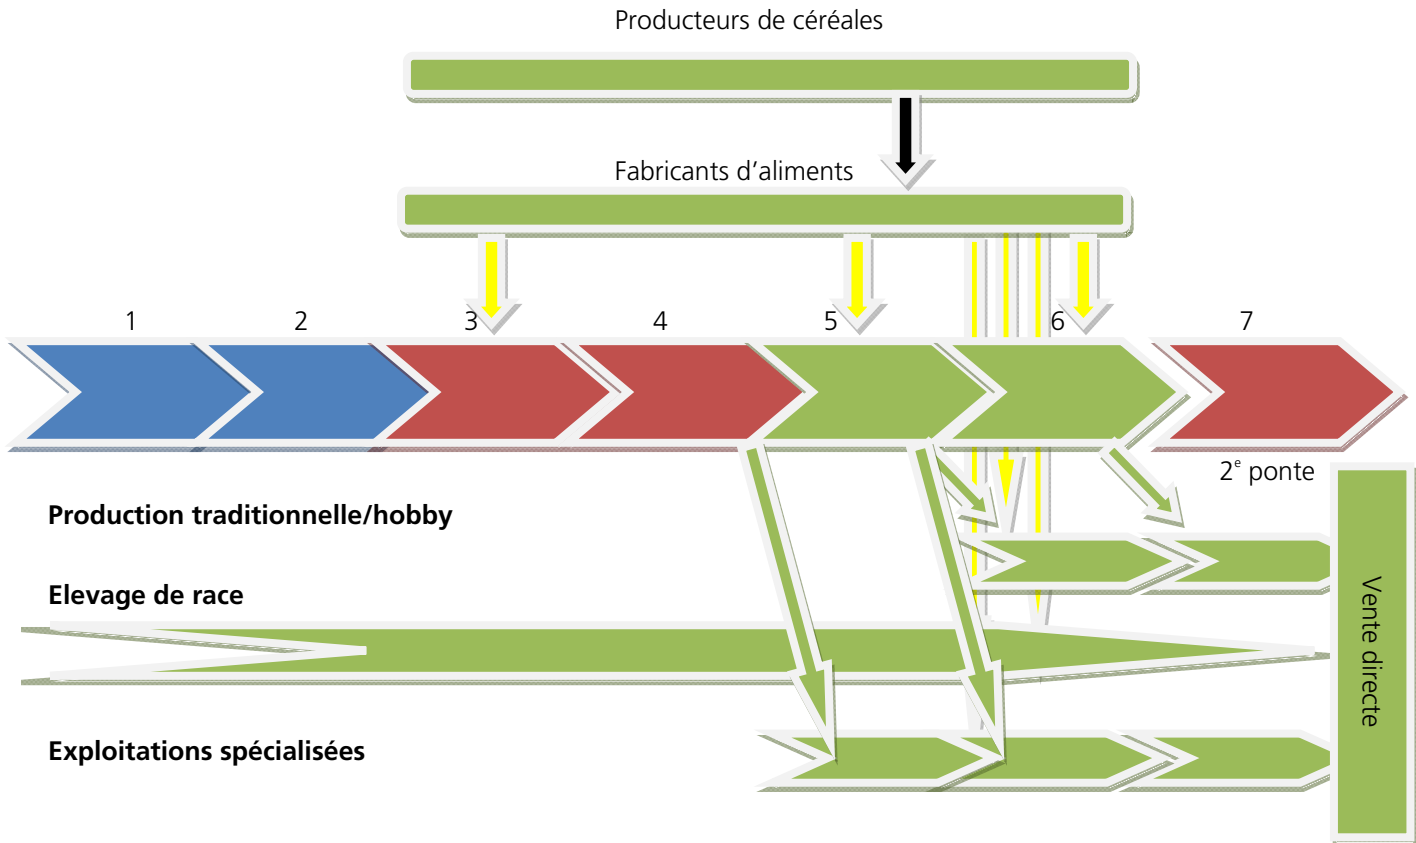 Producteurs de céréales
Fabricants d’aliments
1 2 3 4 5 6 7
2e ponte
Production traditionnelle/hobby
Elevage de race
Vente directe
Exploitations spécialisées